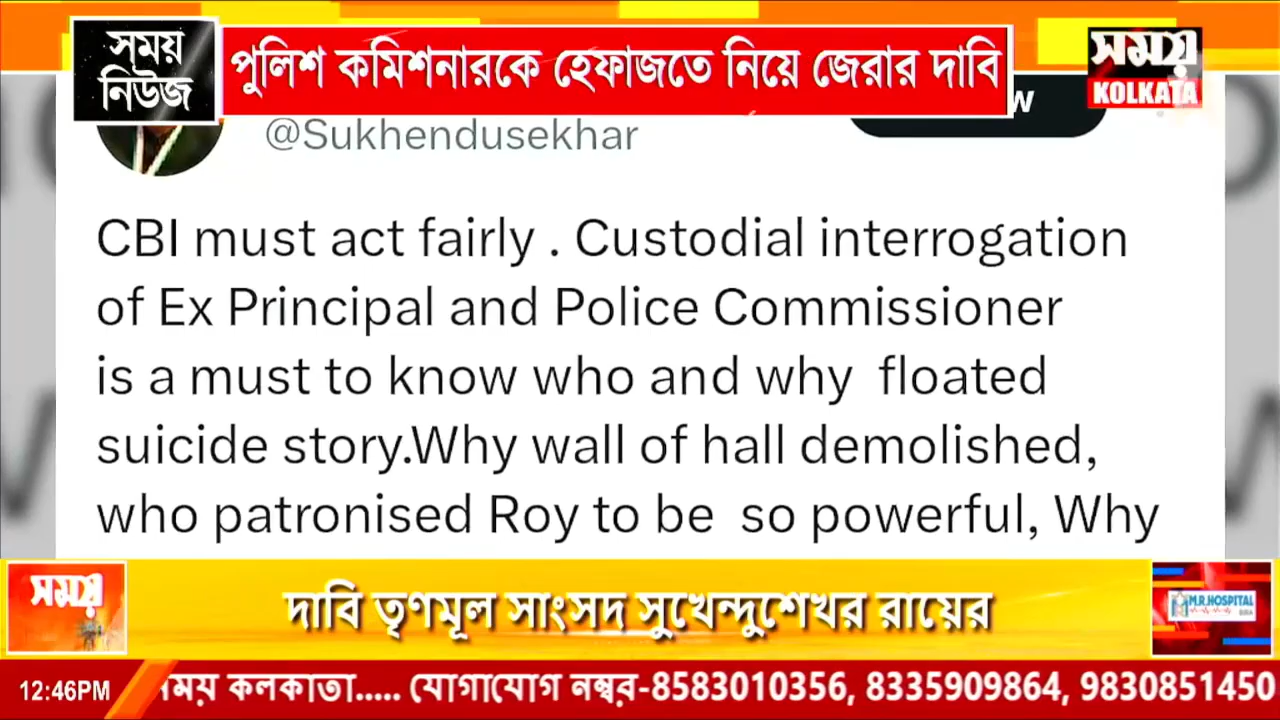 সময়
নিউজ
পুলিশ কমিশনারকে হেফাজতে নিয়ে জেরার দাবি
সময়
KOLKATA
@Sukhendusekhar
CBI must act fairly . Custodial interrogation
of Ex Principal and Police Commissioner
is a must to know who and why floated
suicide story.Why wall of hall demolished,
who patronised Roy to be so powerful, Why
সময়
দাবি তৃণমূল সাংসদ সুখেন্দুশেখর রায়ের
M.R.HOSPITAL
12:46PM
সময় কলকাতা..... যোগাযোগ নম্বর-8583010356, 8335909864, 9830851450